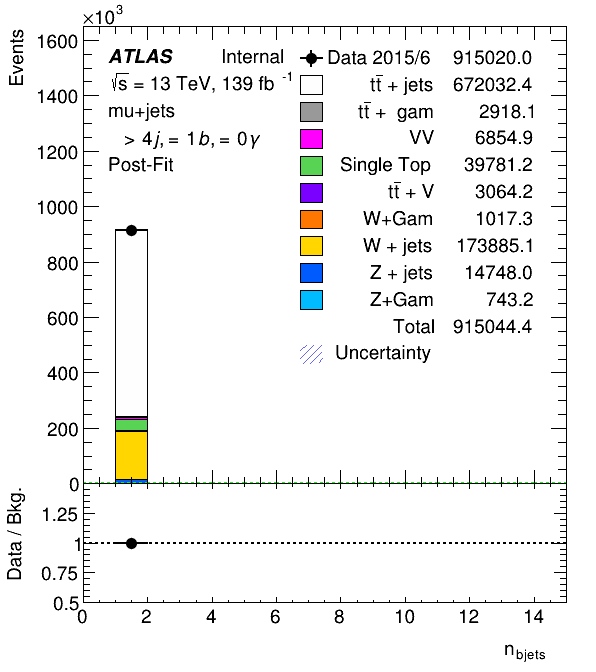 ×10³
Events
1600
1400
1200
1000
800
600
400
200
0
ATLAS Internal
√s = 13 TeV, 139 fb⁻¹
mu+jets
> 4j, = 1b, = 0γ
Post-Fit
Data 2015/6 915020.0
tt̄ + jets 672032.4
tt̄ + gam 2918.1
VV 6854.9
Single Top 39781.2
tt̄ + V 3064.2
W+Gam 1017.3
W + jets 173885.1
Z + jets 14748.0
Z+Gam 743.2
Total 915044.4
Uncertainty
Data / Bkg.
1.25
1
0.75
0.5
0 2 4 6 8 10 12 14
n_bjets